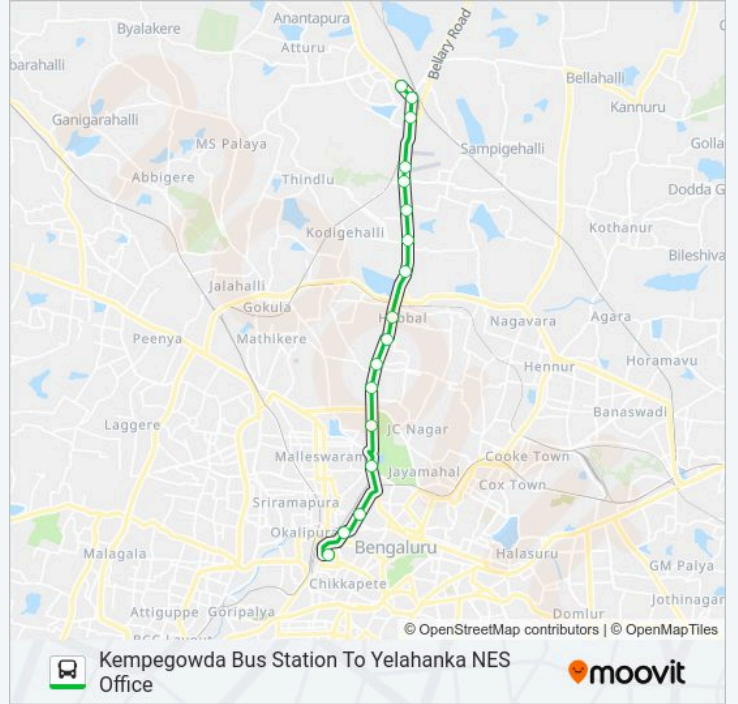 Anantapura
Byalakere
Atturu
Bellary Road
barahalli
Bellahalli
Kannuru
Ganigarahalli
MS Palaya
Sampigehalli
Golla
Abbigere
Thindlu
Dodda G
Kodigehalli
Kothanur
Bileshiva
Jalahalli
Gokula
Hebbal
Nagavara
Agara
Peenya
Mathikere
Horamavu
Hennur
Banaswadi
Laggere
JC Nagar
Malleswaram
Cooke Town
Jayamahal
Cox Town
Sriramapura
Okalipura
Bengaluru
Malagala
Halasuru
GM Palya
Chikkapete
Jothinagar
Attiguppe
Goripalya
Domlur
BCC Layout
© OpenStreetMap contributors | © OpenMapTiles
Kempegowda Bus Station To Yelahanka NES
Office
moovit